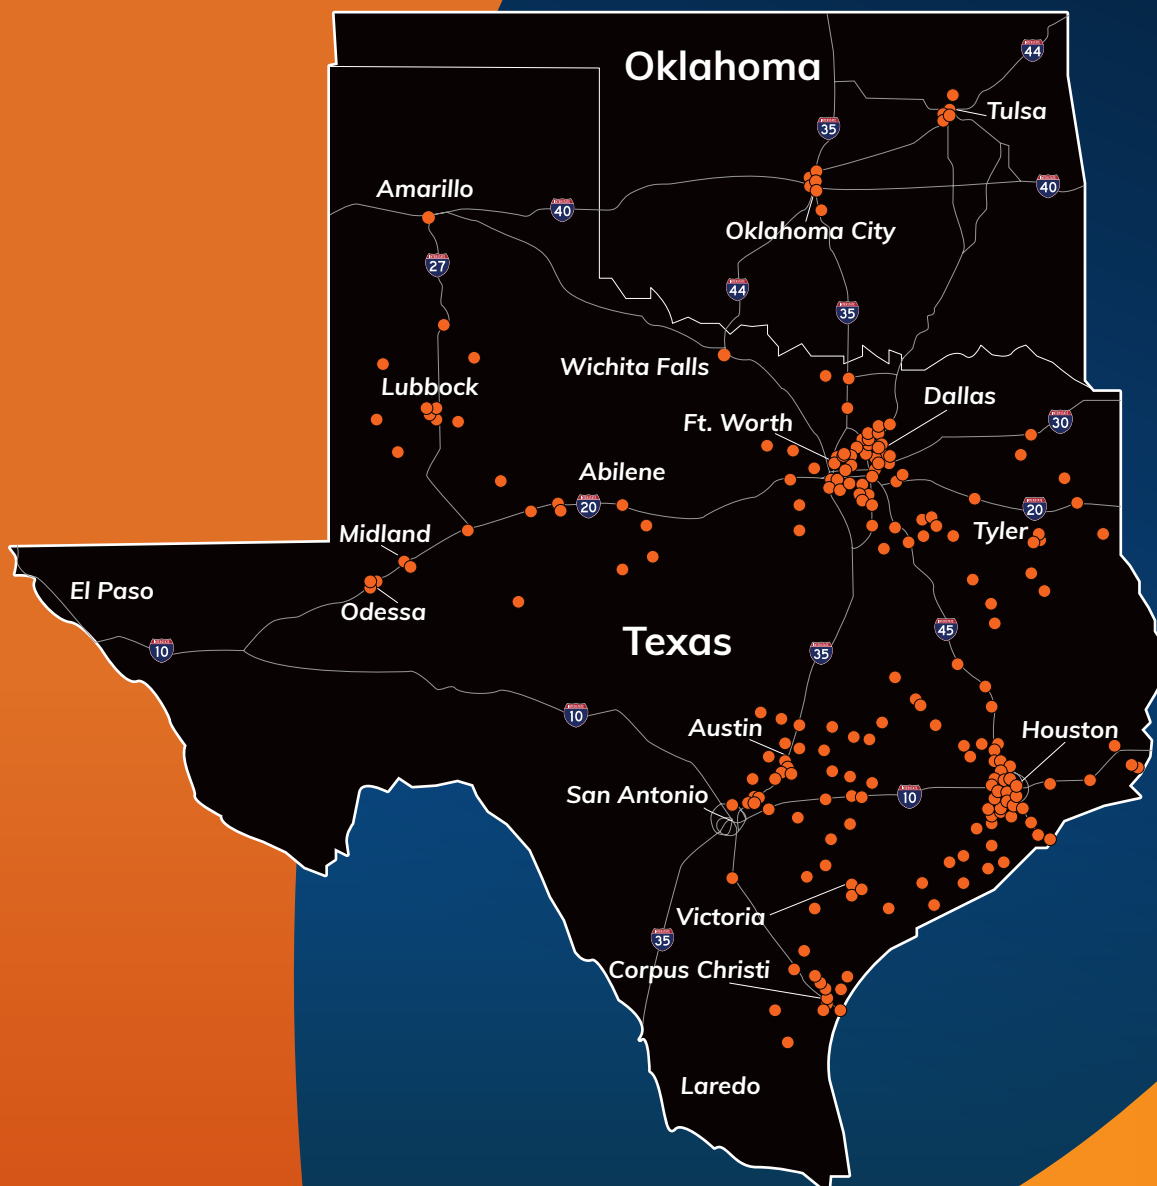 Oklahoma
44
Tulsa
35
Amarillo
40
40
Oklahoma City
27
44
35
Wichita Falls
Lubbock
Dallas
Ft. Worth
30
Abilene
20
20
Midland
Tyler
El Paso
Odessa
10
Texas
45
35
10
Austin
Houston
San Antonio
10
Victoria
35
Corpus Christi
Laredo